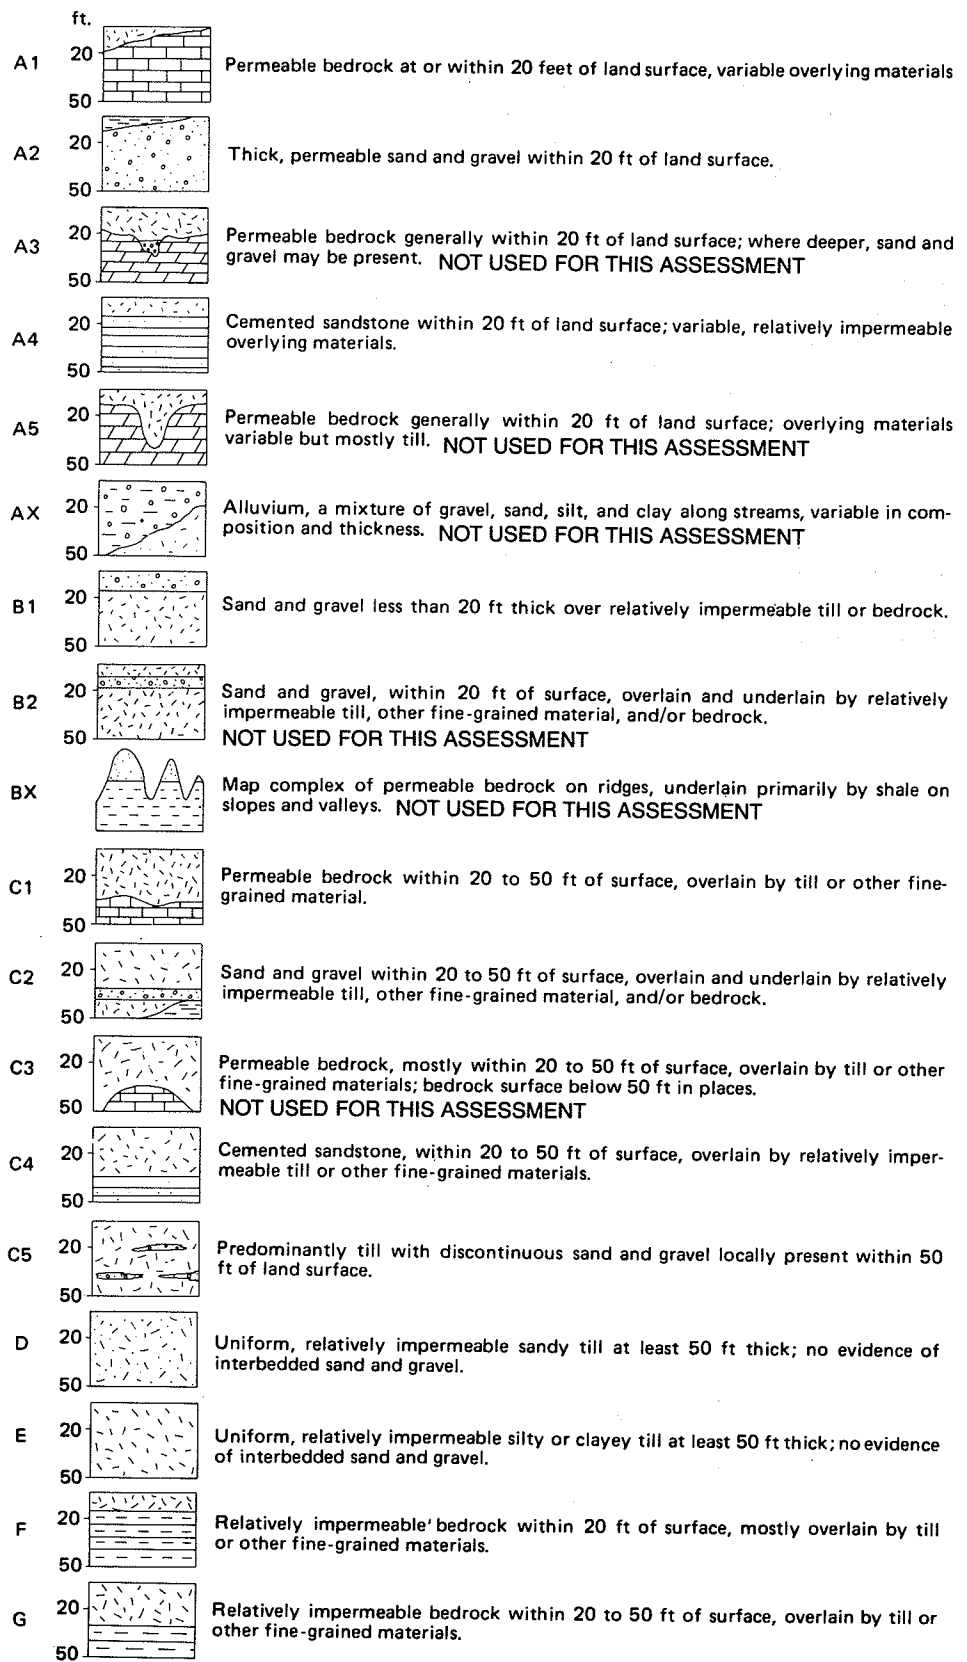 ft.
A1 20 50 Permeable bedrock at or within 20 feet of land surface, variable overlying materials
A2 20 50 Thick, permeable sand and gravel within 20 ft of land surface.
A3 20 50 Permeable bedrock generally within 20 ft of land surface; where deeper, sand and
gravel may be present. NOT USED FOR THIS ASSESSMENT
A4 20 50 Cemented sandstone within 20 ft of land surface; variable, relatively impermeable
overlying materials.
A5 20 50 Permeable bedrock generally within 20 ft of land surface; overlying materials
variable but mostly till. NOT USED FOR THIS ASSESSMENT
AX 20 50 Alluvium, a mixture of gravel, sand, silt, and clay along streams, variable in com-
position and thickness. NOT USED FOR THIS ASSESSMENT
B1 20 50 Sand and gravel less than 20 ft thick over relatively impermeable till or bedrock.
B2 20 50 Sand and gravel, within 20 ft of surface, overlain and underlain by relatively
impermeable till, other fine-grained material, and/or bedrock.
NOT USED FOR THIS ASSESSMENT
BX Map complex of permeable bedrock on ridges, underlain primarily by shale on
slopes and valleys. NOT USED FOR THIS ASSESSMENT
C1 20 50 Permeable bedrock within 20 to 50 ft of surface, overlain by till or other fine-
grained material.
C2 20 50 Sand and gravel within 20 to 50 ft of surface, overlain and underlain by relatively
impermeable till, other fine-grained material, and/or bedrock.
C3 20 50 Permeable bedrock, mostly within 20 to 50 ft of surface, overlain by till or other
fine-grained materials; bedrock surface below 50 ft in places.
NOT USED FOR THIS ASSESSMENT
C4 20 50 Cemented sandstone, within 20 to 50 ft of surface, overlain by relatively imper-
meable till or other fine-grained materials.
C5 20 50 Predominantly till with discontinuous sand and gravel locally present within 50
ft of land surface.
D 20 50 Uniform, relatively impermeable sandy till at least 50 ft thick; no evidence of
interbedded sand and gravel.
E 20 50 Uniform, relatively impermeable silty or clayey till at least 50 ft thick; no evidence
of interbedded sand and gravel.
F 20 50 Relatively impermeable bedrock within 20 ft of surface, mostly overlain by till
or other fine-grained materials.
G 20 50 Relatively impermeable bedrock within 20 to 50 ft of surface, overlain by till or
other fine-grained materials.